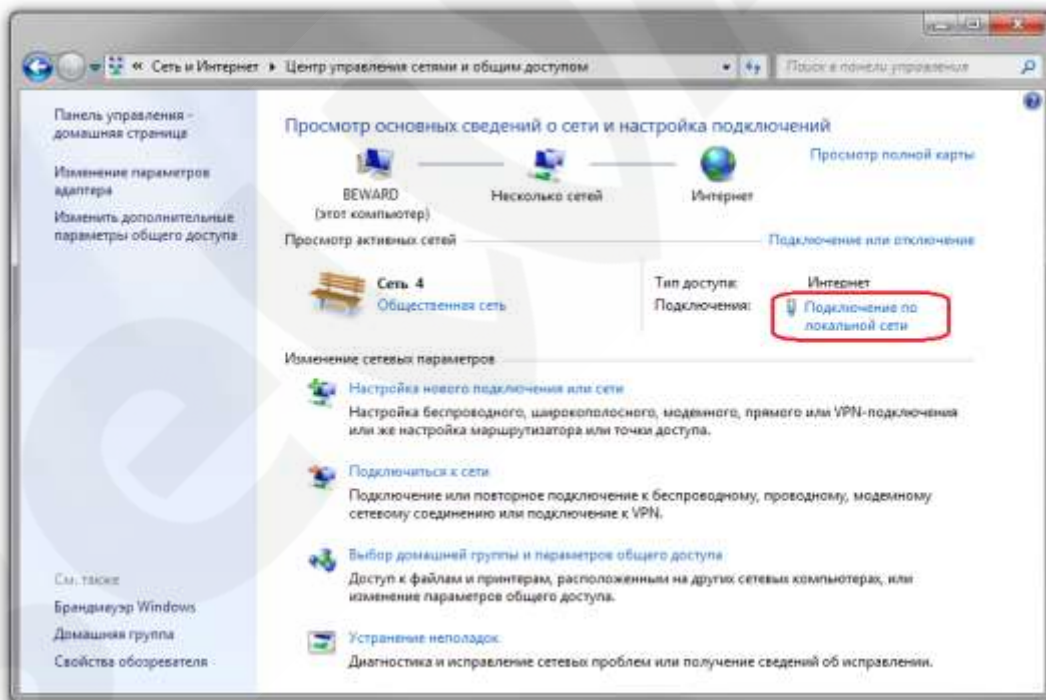 « Сеть и Интернет ▸ Центр управления сетями и общим доступом
Поиск в панели управления
Панель управления -
домашняя страница
Изменение параметров
адаптера
Изменить дополнительные
параметры общего доступа
Просмотр основных сведений о сети и настройка подключений
Просмотр полной карты
BEWARD
(этот компьютер)
Несколько сетей
Интернет
Просмотр активных сетей
Подключение или отключение
Сеть 4
Общественная сеть
Тип доступа:
Интернет
Подключения:
Подключение по
локальной сети
Изменение сетевых параметров
Настройка нового подключения или сети
Настройка беспроводного, широкополосного, модемного, прямого или VPN-подключения
или же настройка маршрутизатора или точки доступа.
Подключиться к сети
Подключение или повторное подключение к беспроводному, проводному, модемному
сетевому соединению или подключение к VPN.
Выбор домашней группы и параметров общего доступа
Доступ к файлам и принтерам, расположенным на других сетевых компьютерах, или
изменение параметров общего доступа.
Устранение неполадок
Диагностика и исправление сетевых проблем или получение сведений об исправлении.
См. также
Брандмауэр Windows
Домашняя группа
Свойства обозревателя